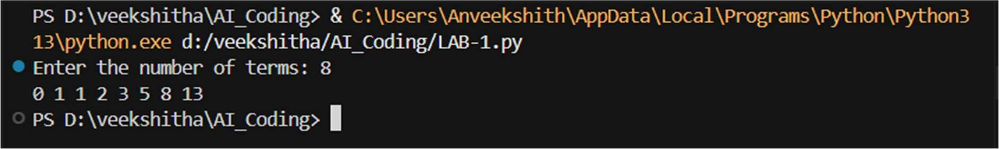 PS D:\veekshitha\AI_Coding> & C:\Users\Anveekshith\AppData\Local\Programs\Python\Python3
13\python.exe d:/veekshitha/AI_Coding/LAB-1.py
Enter the number of terms: 8
0 1 1 2 3 5 8 13
PS D:\veekshitha\AI_Coding>